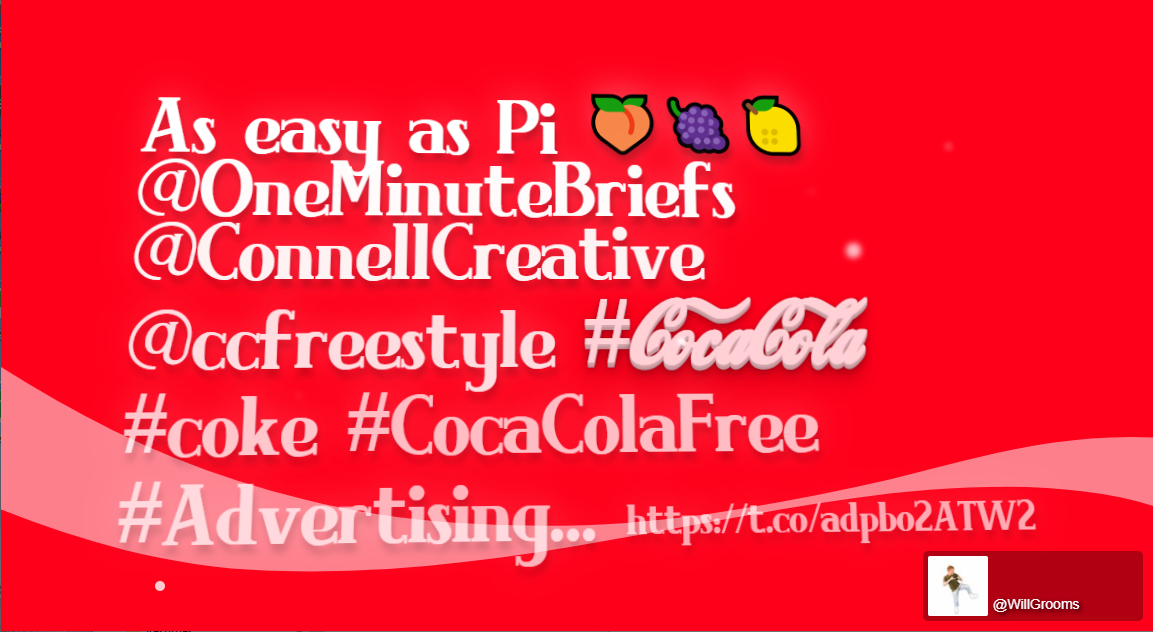 As easy as Pi 🍑🍇🍋
@OneMinuteBriefs
@ConnellCreative
@ccfreestyle #CocaCola
#coke #CocaColaFree
#Advertising... https://t.co/adpbo2ATW2
@WillGrooms